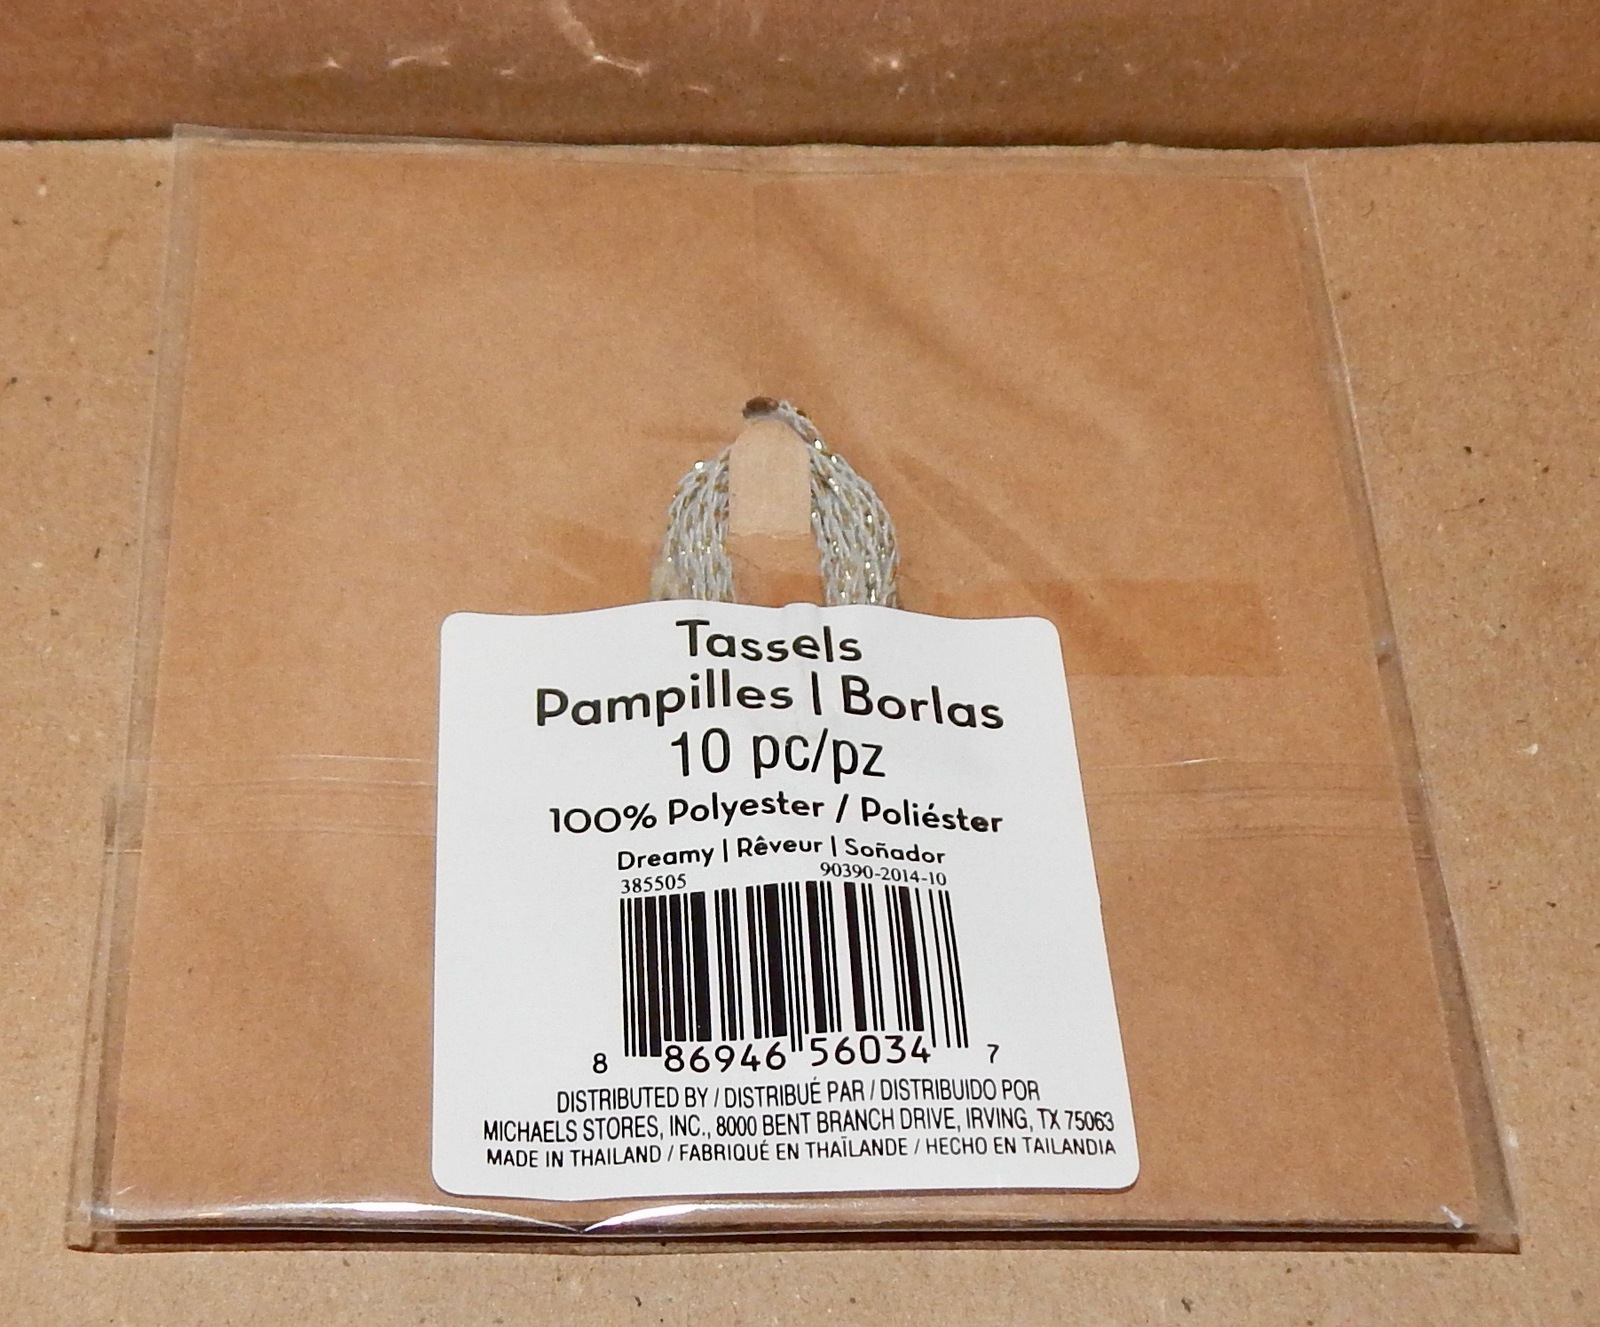 Tassels
Pampilles | Borlas
10 pc/pz
100% Polyester / Poliéster
Dreamy | Rêveur | Soñador
385505 90390-2014-10
8 86946 56034 7
DISTRIBUTED BY / DISTRIBUÉ PAR / DISTRIBUIDO POR
MICHAELS STORES, INC., 8000 BENT BRANCH DRIVE, IRVING, TX 75063
MADE IN THAILAND / FABRIQUÉ EN THAÏLANDE / HECHO EN TAILANDIA